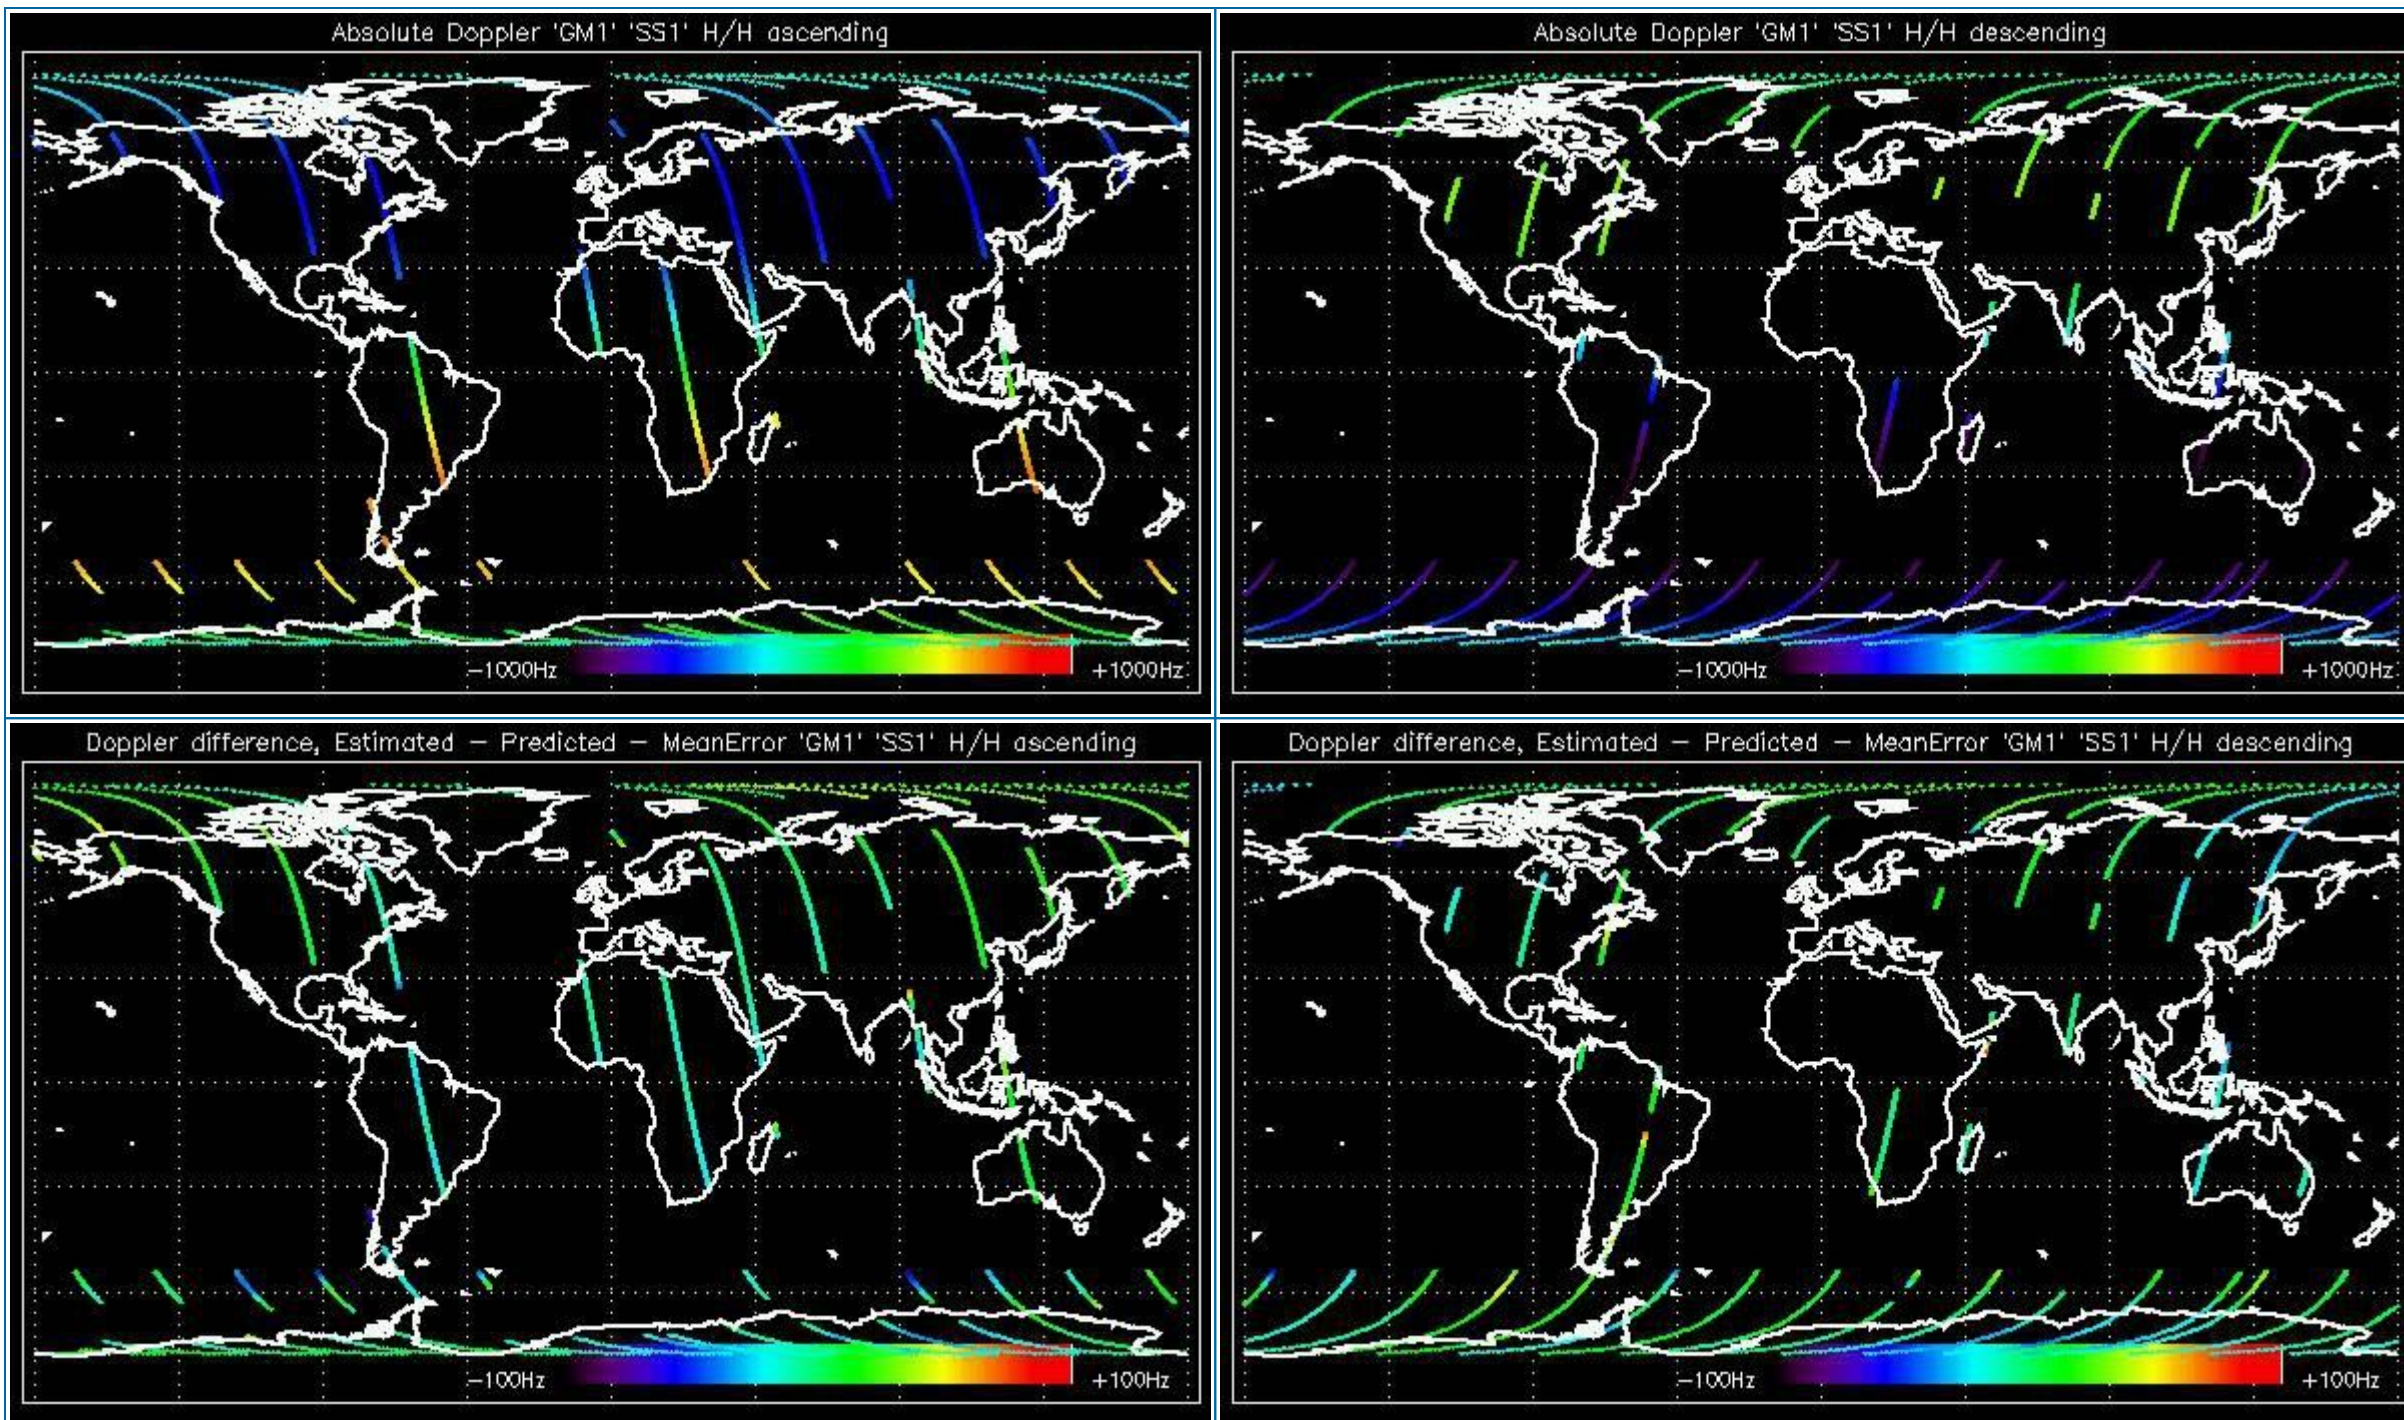 Absolute Doppler 'GM1' 'SS1' H/H ascending
−1000Hz +1000Hz
Absolute Doppler 'GM1' 'SS1' H/H descending
−1000Hz +1000Hz
Doppler difference, Estimated − Predicted − MeanError 'GM1' 'SS1' H/H ascending
−100Hz +100Hz
Doppler difference, Estimated − Predicted − MeanError 'GM1' 'SS1' H/H descending
−100Hz +100Hz